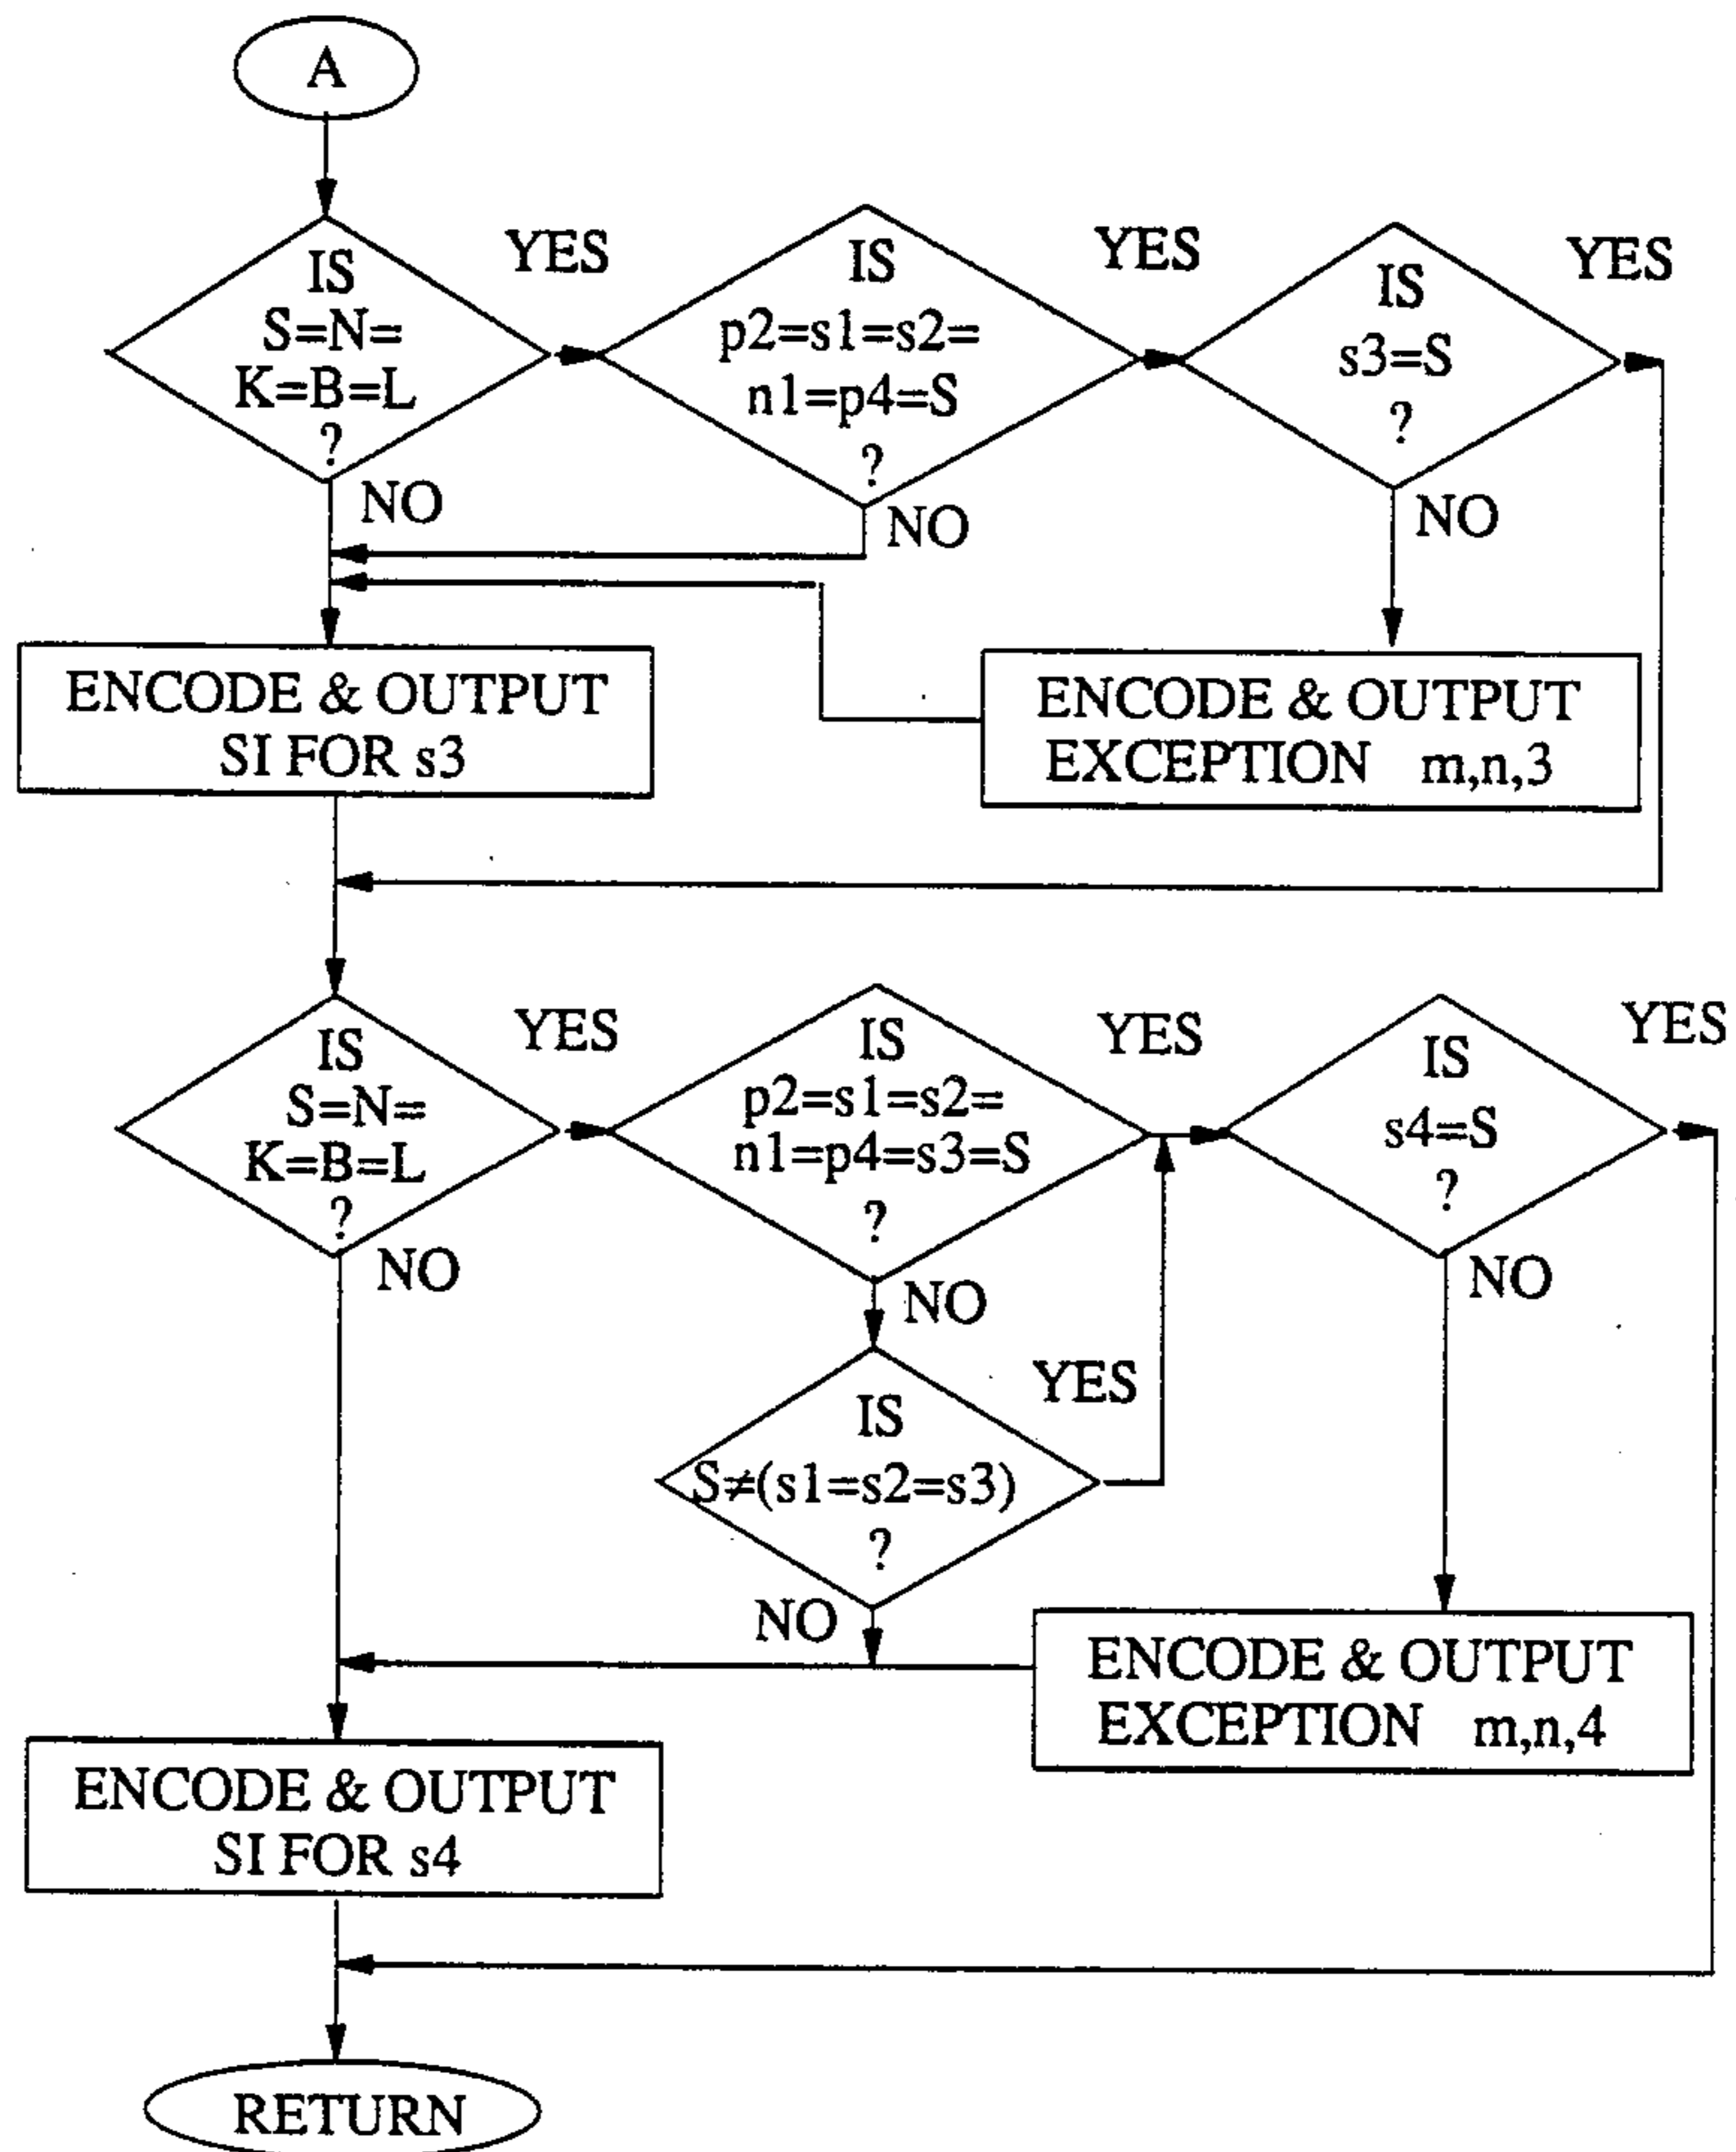 A
IS
S=N=
K=B=L
?
YES
NO
IS
p2=s1=s2=
n1=p4=S
?
YES
NO
IS
s3=S
?
YES
NO
ENCODE & OUTPUT
SI FOR s3
ENCODE & OUTPUT
EXCEPTION m,n,3
IS
S=N=
K=B=L
?
YES
NO
IS
p2=s1=s2=
n1=p4=s3=S
?
YES
NO
IS
s4=S
?
YES
NO
IS
S≠(s1=s2=s3)
?
YES
NO
ENCODE & OUTPUT
EXCEPTION m,n,4
ENCODE & OUTPUT
SI FOR s4
RETURN